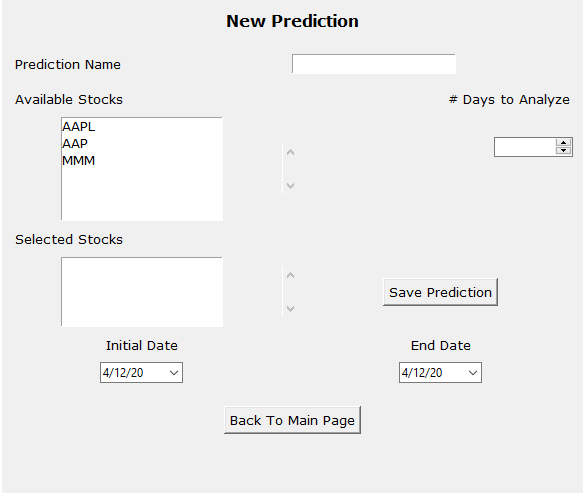 New Prediction
Prediction Name
Available Stocks
# Days to Analyze
AAPL
AAP
MMM
Selected Stocks
Save Prediction
Initial Date
End Date
4/12/20
4/12/20
Back To Main Page